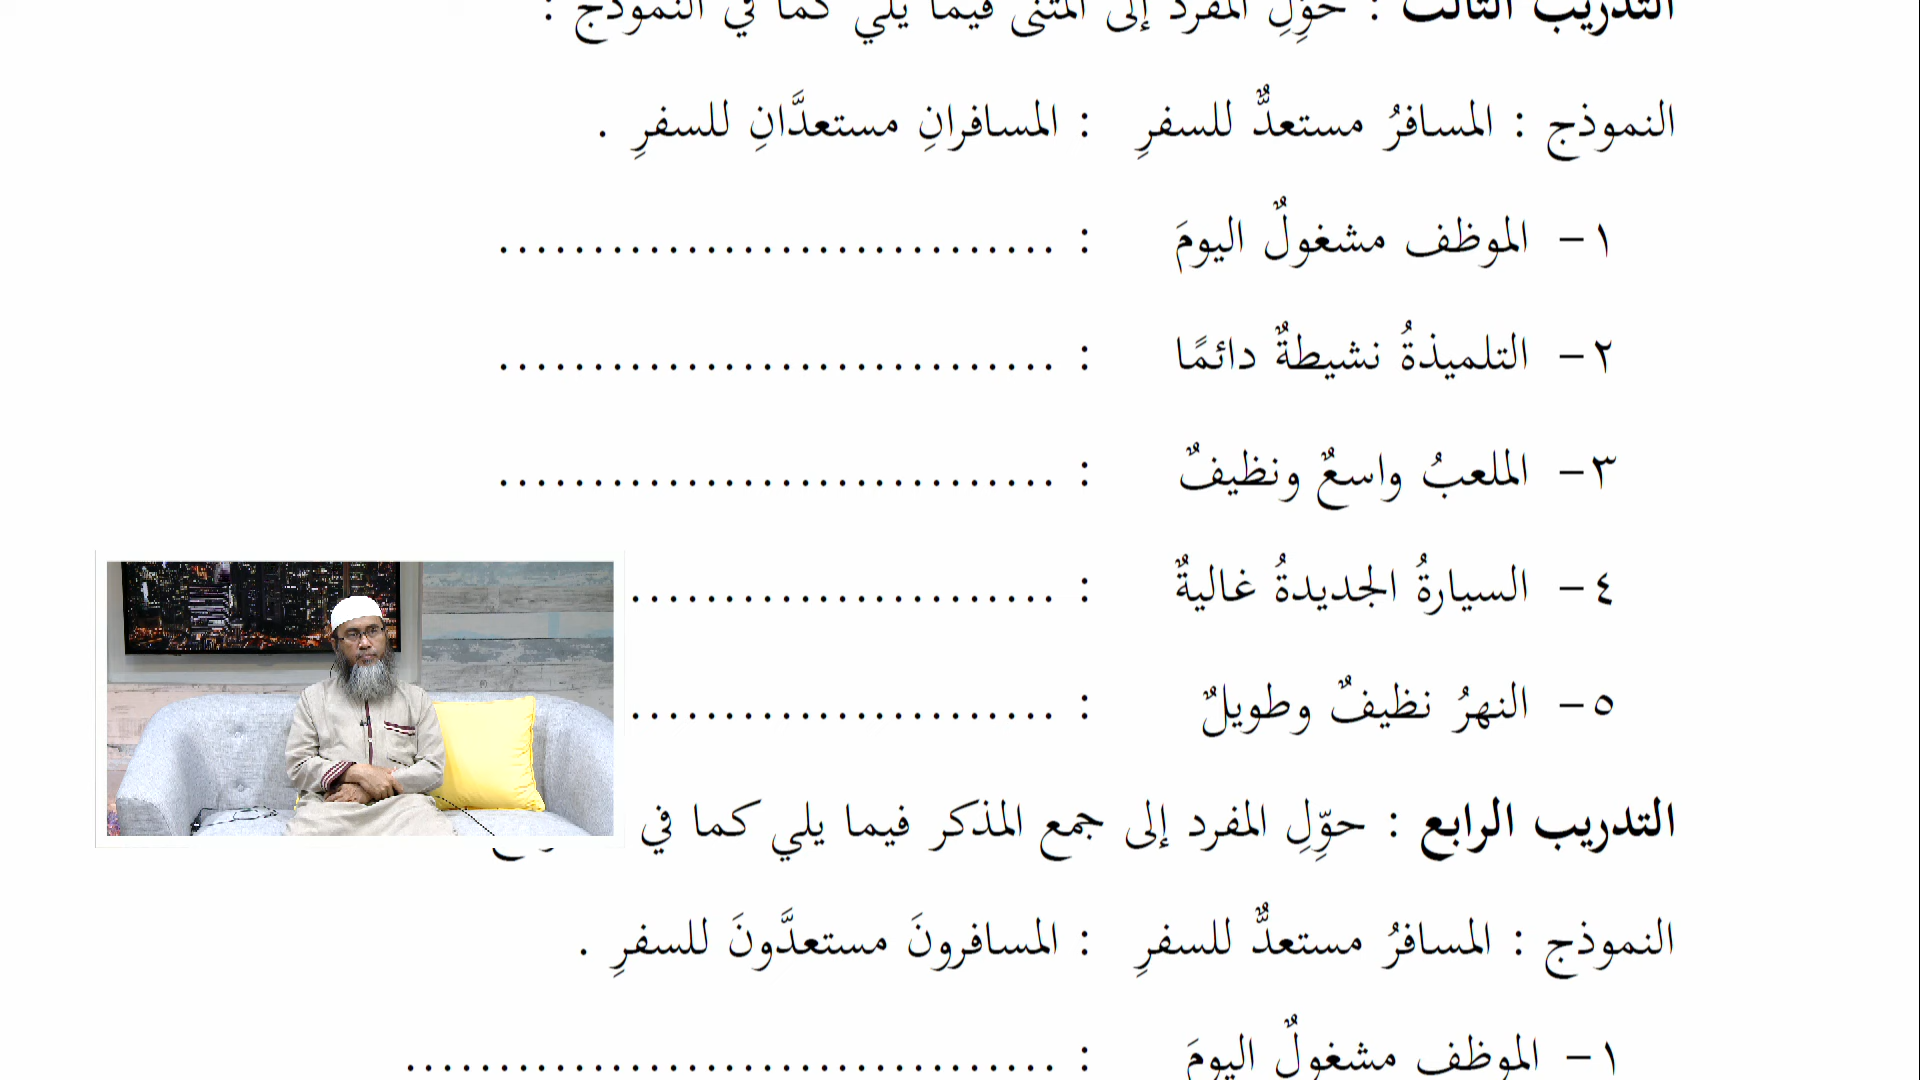 التدريب الثالث : حوِّلِ المفرد إلى المثنى فيما يلي كما في النموذج :
النموذج : المسافرُ مستعدٌّ للسفرِ : المسافرانِ مستعدَّانِ للسفرِ .
١- الموظف مشغولٌ اليومَ : ..............................
٢- التلميذةُ نشيطةٌ دائمًا : ..............................
٣- الملعبُ واسعٌ ونظيفٌ : ..............................
٤- السيارةُ الجديدةُ غاليةٌ : .......................
٥- النهرُ نظيفٌ وطويلٌ : .......................
التدريب الرابع : حوِّلِ المفرد إلى جمع المذكر فيما يلي كما في
النموذج : المسافرُ مستعدٌّ للسفرِ : المسافرونَ مستعدَّونَ للسفرِ .
١- الموظف مشغولٌ اليومَ : ...................................